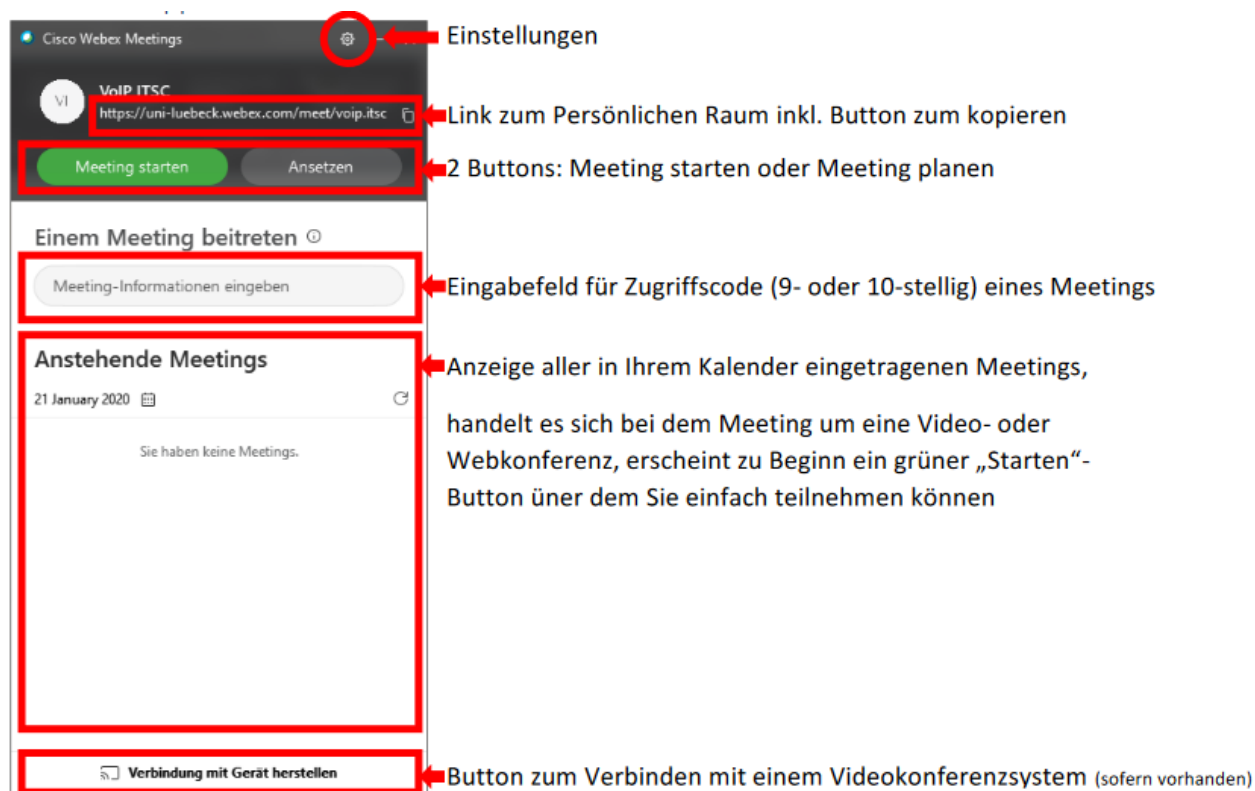 Cisco Webex Meetings
Einstellungen
VI
VoIP ITSC
https://uni-luebeck.webex.com/meet/voip.itsc
Link zum Persönlichen Raum inkl. Button zum kopieren
Meeting starten
Ansetzen
2 Buttons: Meeting starten oder Meeting planen
Einem Meeting beitreten
Meeting-Informationen eingeben
Eingabefeld für Zugriffscode (9- oder 10-stellig) eines Meetings
Anstehende Meetings
Anzeige aller in Ihrem Kalender eingetragenen Meetings,
21 January 2020
handelt es sich bei dem Meeting um eine Video- oder
Webkonferenz, erscheint zu Beginn ein grüner „Starten“-
Button üner dem Sie einfach teilnehmen können
Sie haben keine Meetings.
Verbindung mit Gerät herstellen
Button zum Verbinden mit einem Videokonferenzsystem (sofern vorhanden)